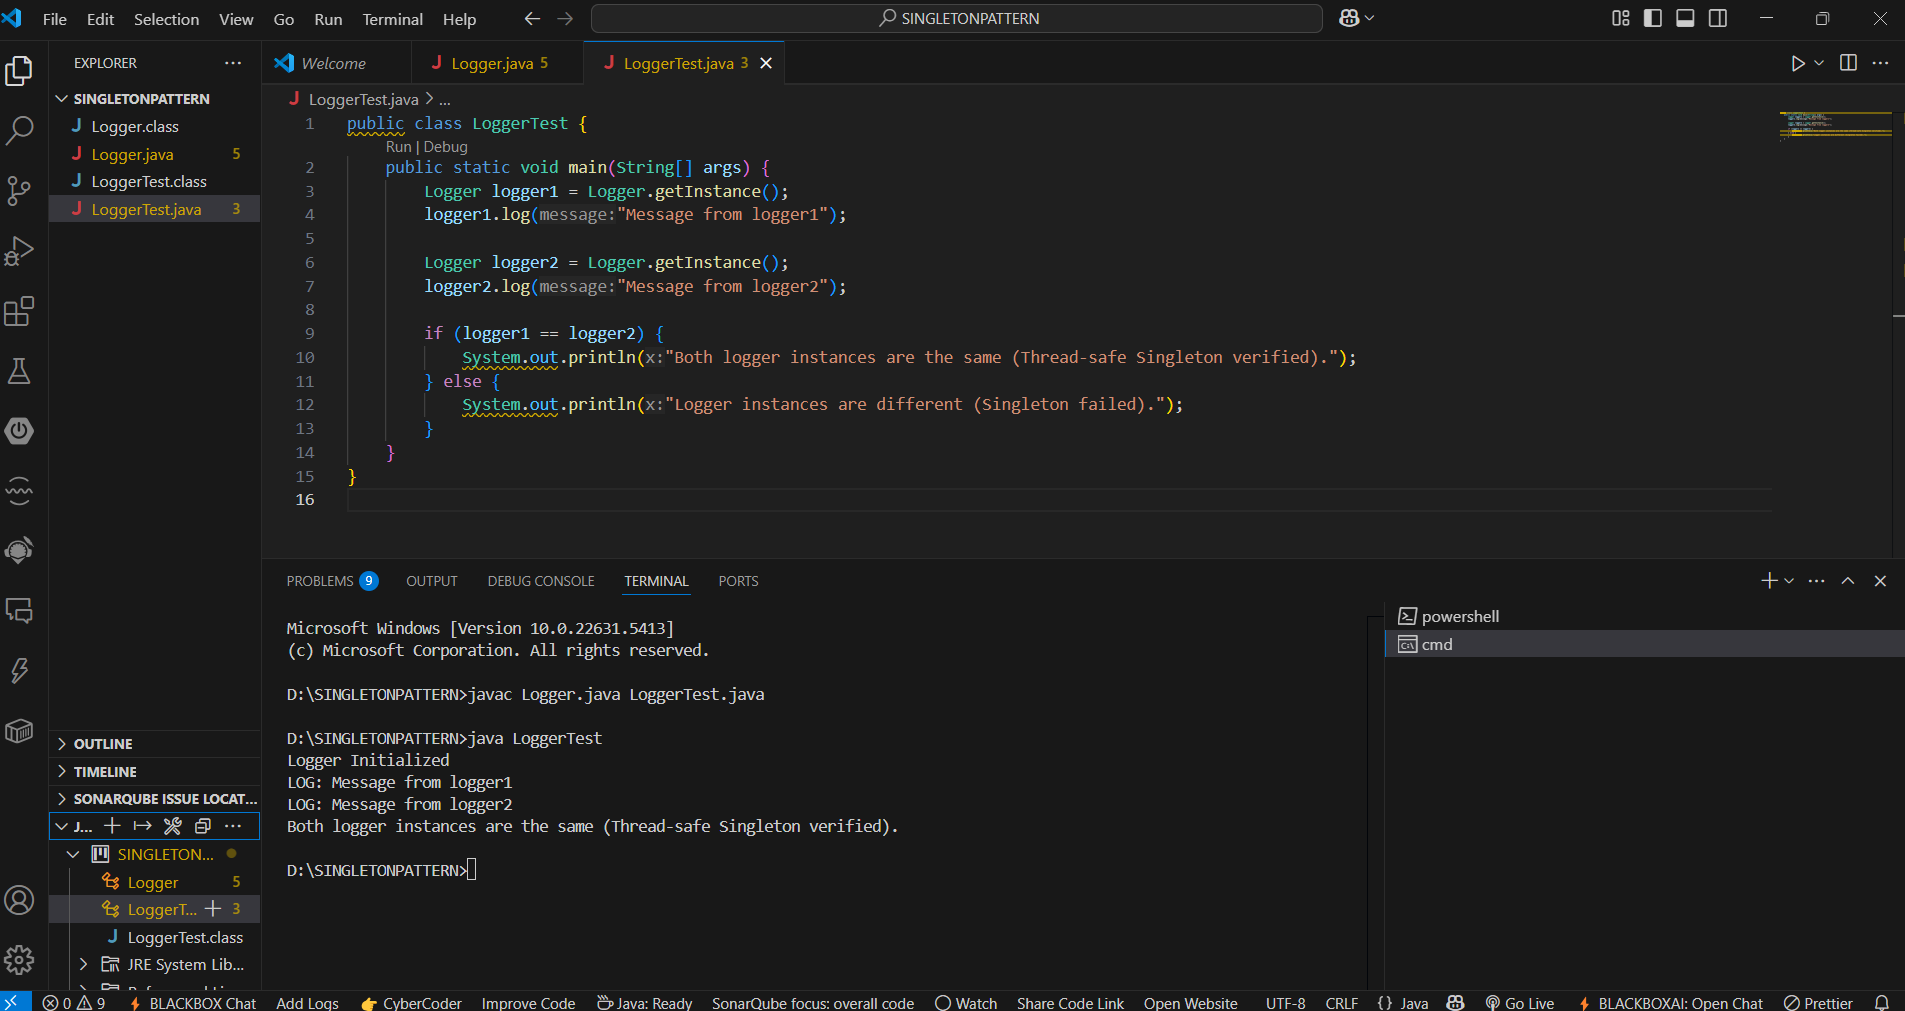 File Edit Selection View Go Run Terminal Help
SINGLETONPATTERN
EXPLORER
Welcome
Logger.java 5
LoggerTest.java 3
SINGLETONPATTERN
Logger.class
Logger.java 5
LoggerTest.class
LoggerTest.java 3
LoggerTest.java > ...
1 public class LoggerTest {
Run | Debug
2 public static void main(String[] args) {
3 Logger logger1 = Logger.getInstance();
4 logger1.log(message:"Message from logger1");
5
6 Logger logger2 = Logger.getInstance();
7 logger2.log(message:"Message from logger2");
8
9 if (logger1 == logger2) {
10 System.out.println(x:"Both logger instances are the same (Thread-safe Singleton verified).");
11 } else {
12 System.out.println(x:"Logger instances are different (Singleton failed).");
13 }
14 }
15 }
16
PROBLEMS 9 OUTPUT DEBUG CONSOLE TERMINAL PORTS
Microsoft Windows [Version 10.0.22631.5413]
(c) Microsoft Corporation. All rights reserved.
D:\SINGLETONPATTERN>javac Logger.java LoggerTest.java
D:\SINGLETONPATTERN>java LoggerTest
Logger Initialized
LOG: Message from logger1
LOG: Message from logger2
Both logger instances are the same (Thread-safe Singleton verified).
D:\SINGLETONPATTERN>
powershell
cmd
OUTLINE
TIMELINE
SONARQUBE ISSUE LOCAT...
J...
SINGLETON...
Logger 5
LoggerT... 3
LoggerTest.class
JRE System Lib...
0 9 BLACKBOX Chat Add Logs CyberCoder Improve Code Java: Ready SonarQube focus: overall code Watch Share Code Link Open Website UTF-8 CRLF {} Java Go Live BLACKBOXAI: Open Chat Prettier